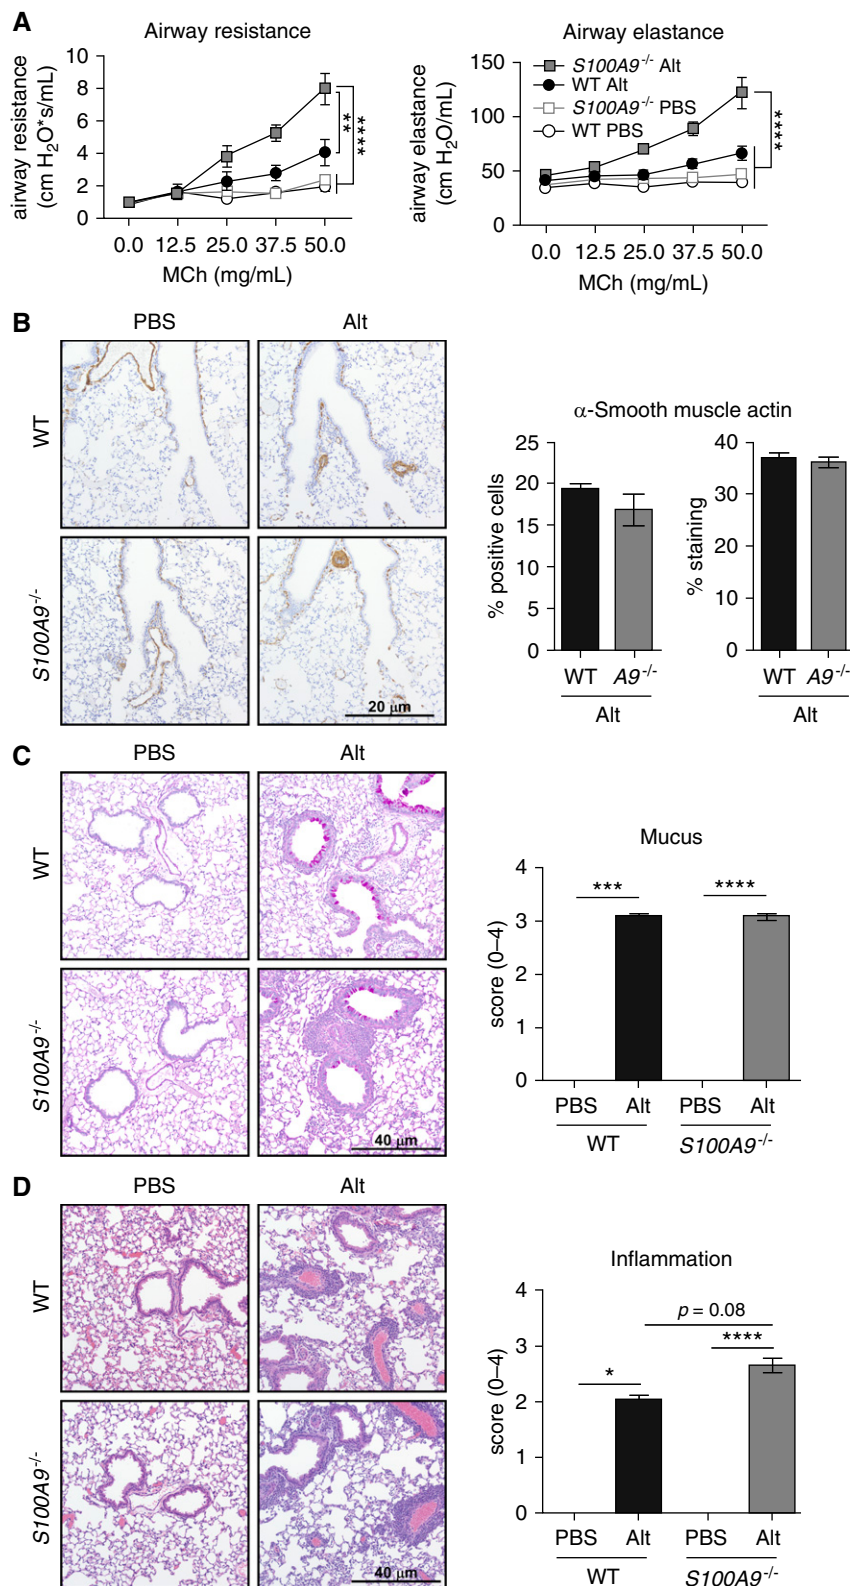 A
Airway resistance
airway resistance
(cm H2O*s/mL)
10
8
6
4
2
0
**
****
0.0 12.5 25.0 37.5 50.0
MCh (mg/mL)
Airway elastance
airway elastance
(cm H2O/mL)
150
100
50
0
S100A9-/- Alt
WT Alt
S100A9-/- PBS
WT PBS
****
0.0 12.5 25.0 37.5 50.0
MCh (mg/mL)
B
PBS Alt
WT
S100A9-/-
20 μm
α-Smooth muscle actin
% positive cells
25
20
15
10
5
0
WT A9-/-
Alt
% staining
40
30
20
10
0
WT A9-/-
Alt
C
PBS Alt
WT
S100A9-/-
40 μm
Mucus
score (0–4)
4
3
2
1
0
*** ****
PBS Alt PBS Alt
WT S100A9-/-
D
PBS Alt
WT
S100A9-/-
40 μm
Inflammation
score (0–4)
4
3
2
1
0
p = 0.08
* ****
PBS Alt PBS Alt
WT S100A9-/-